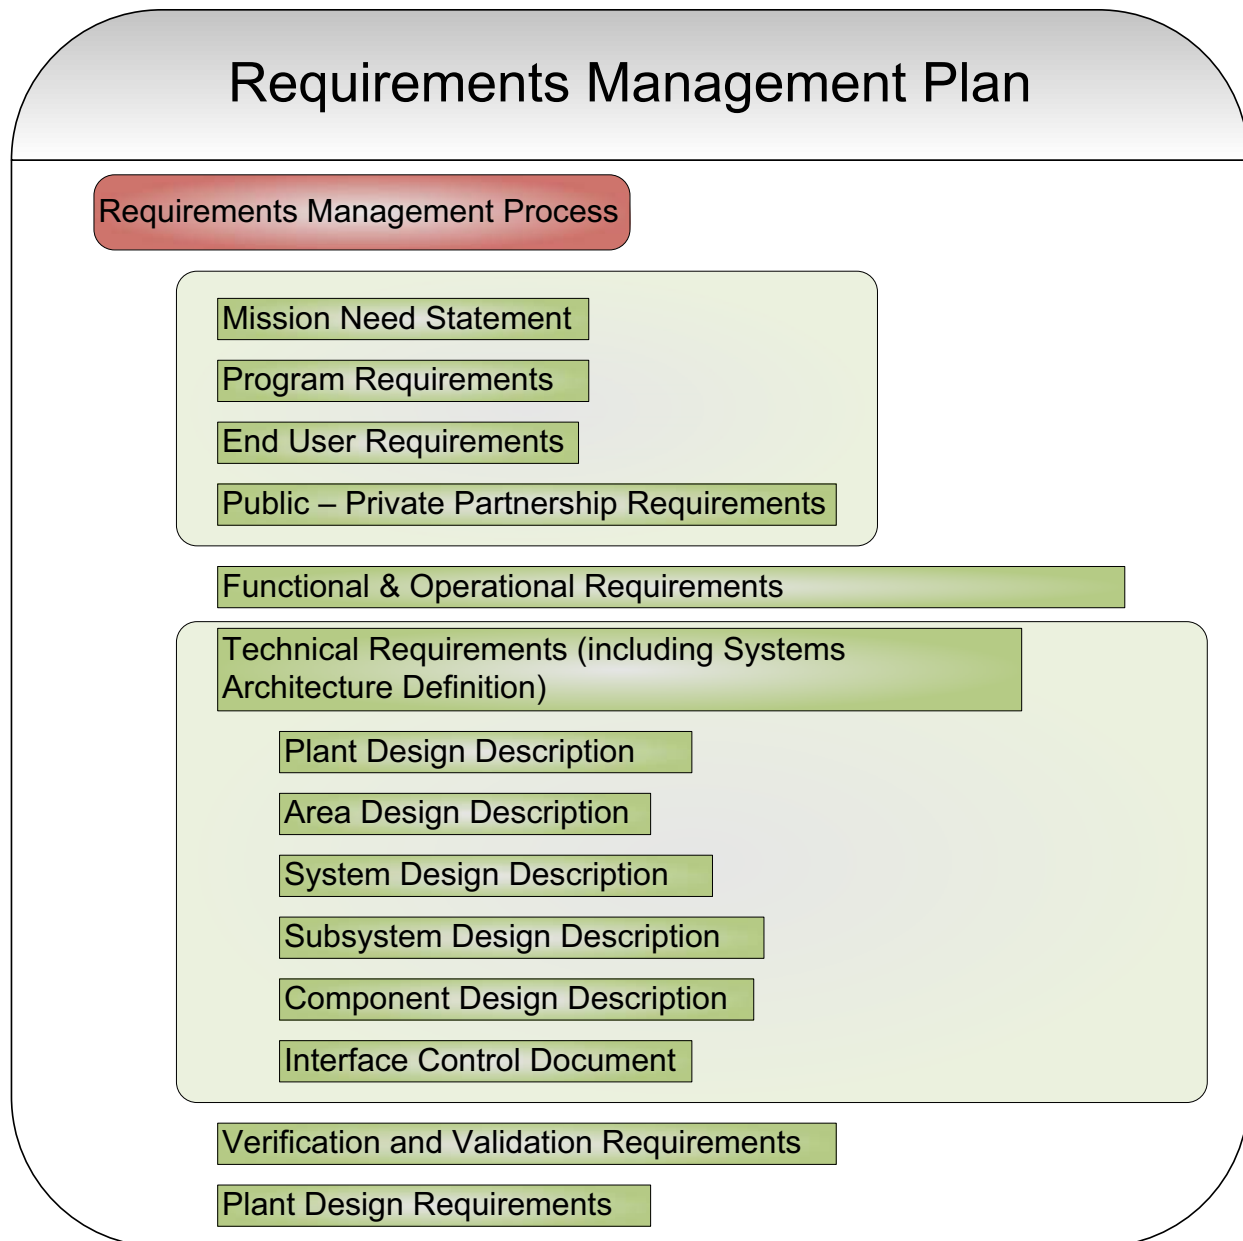 Requirements Management Plan
Requirements Management Process
Mission Need Statement
Program Requirements
End User Requirements
Public – Private Partnership Requirements
Functional & Operational Requirements
Technical Requirements (including Systems
Architecture Definition)
Plant Design Description
Area Design Description
System Design Description
Subsystem Design Description
Component Design Description
Interface Control Document
Verification and Validation Requirements
Plant Design Requirements